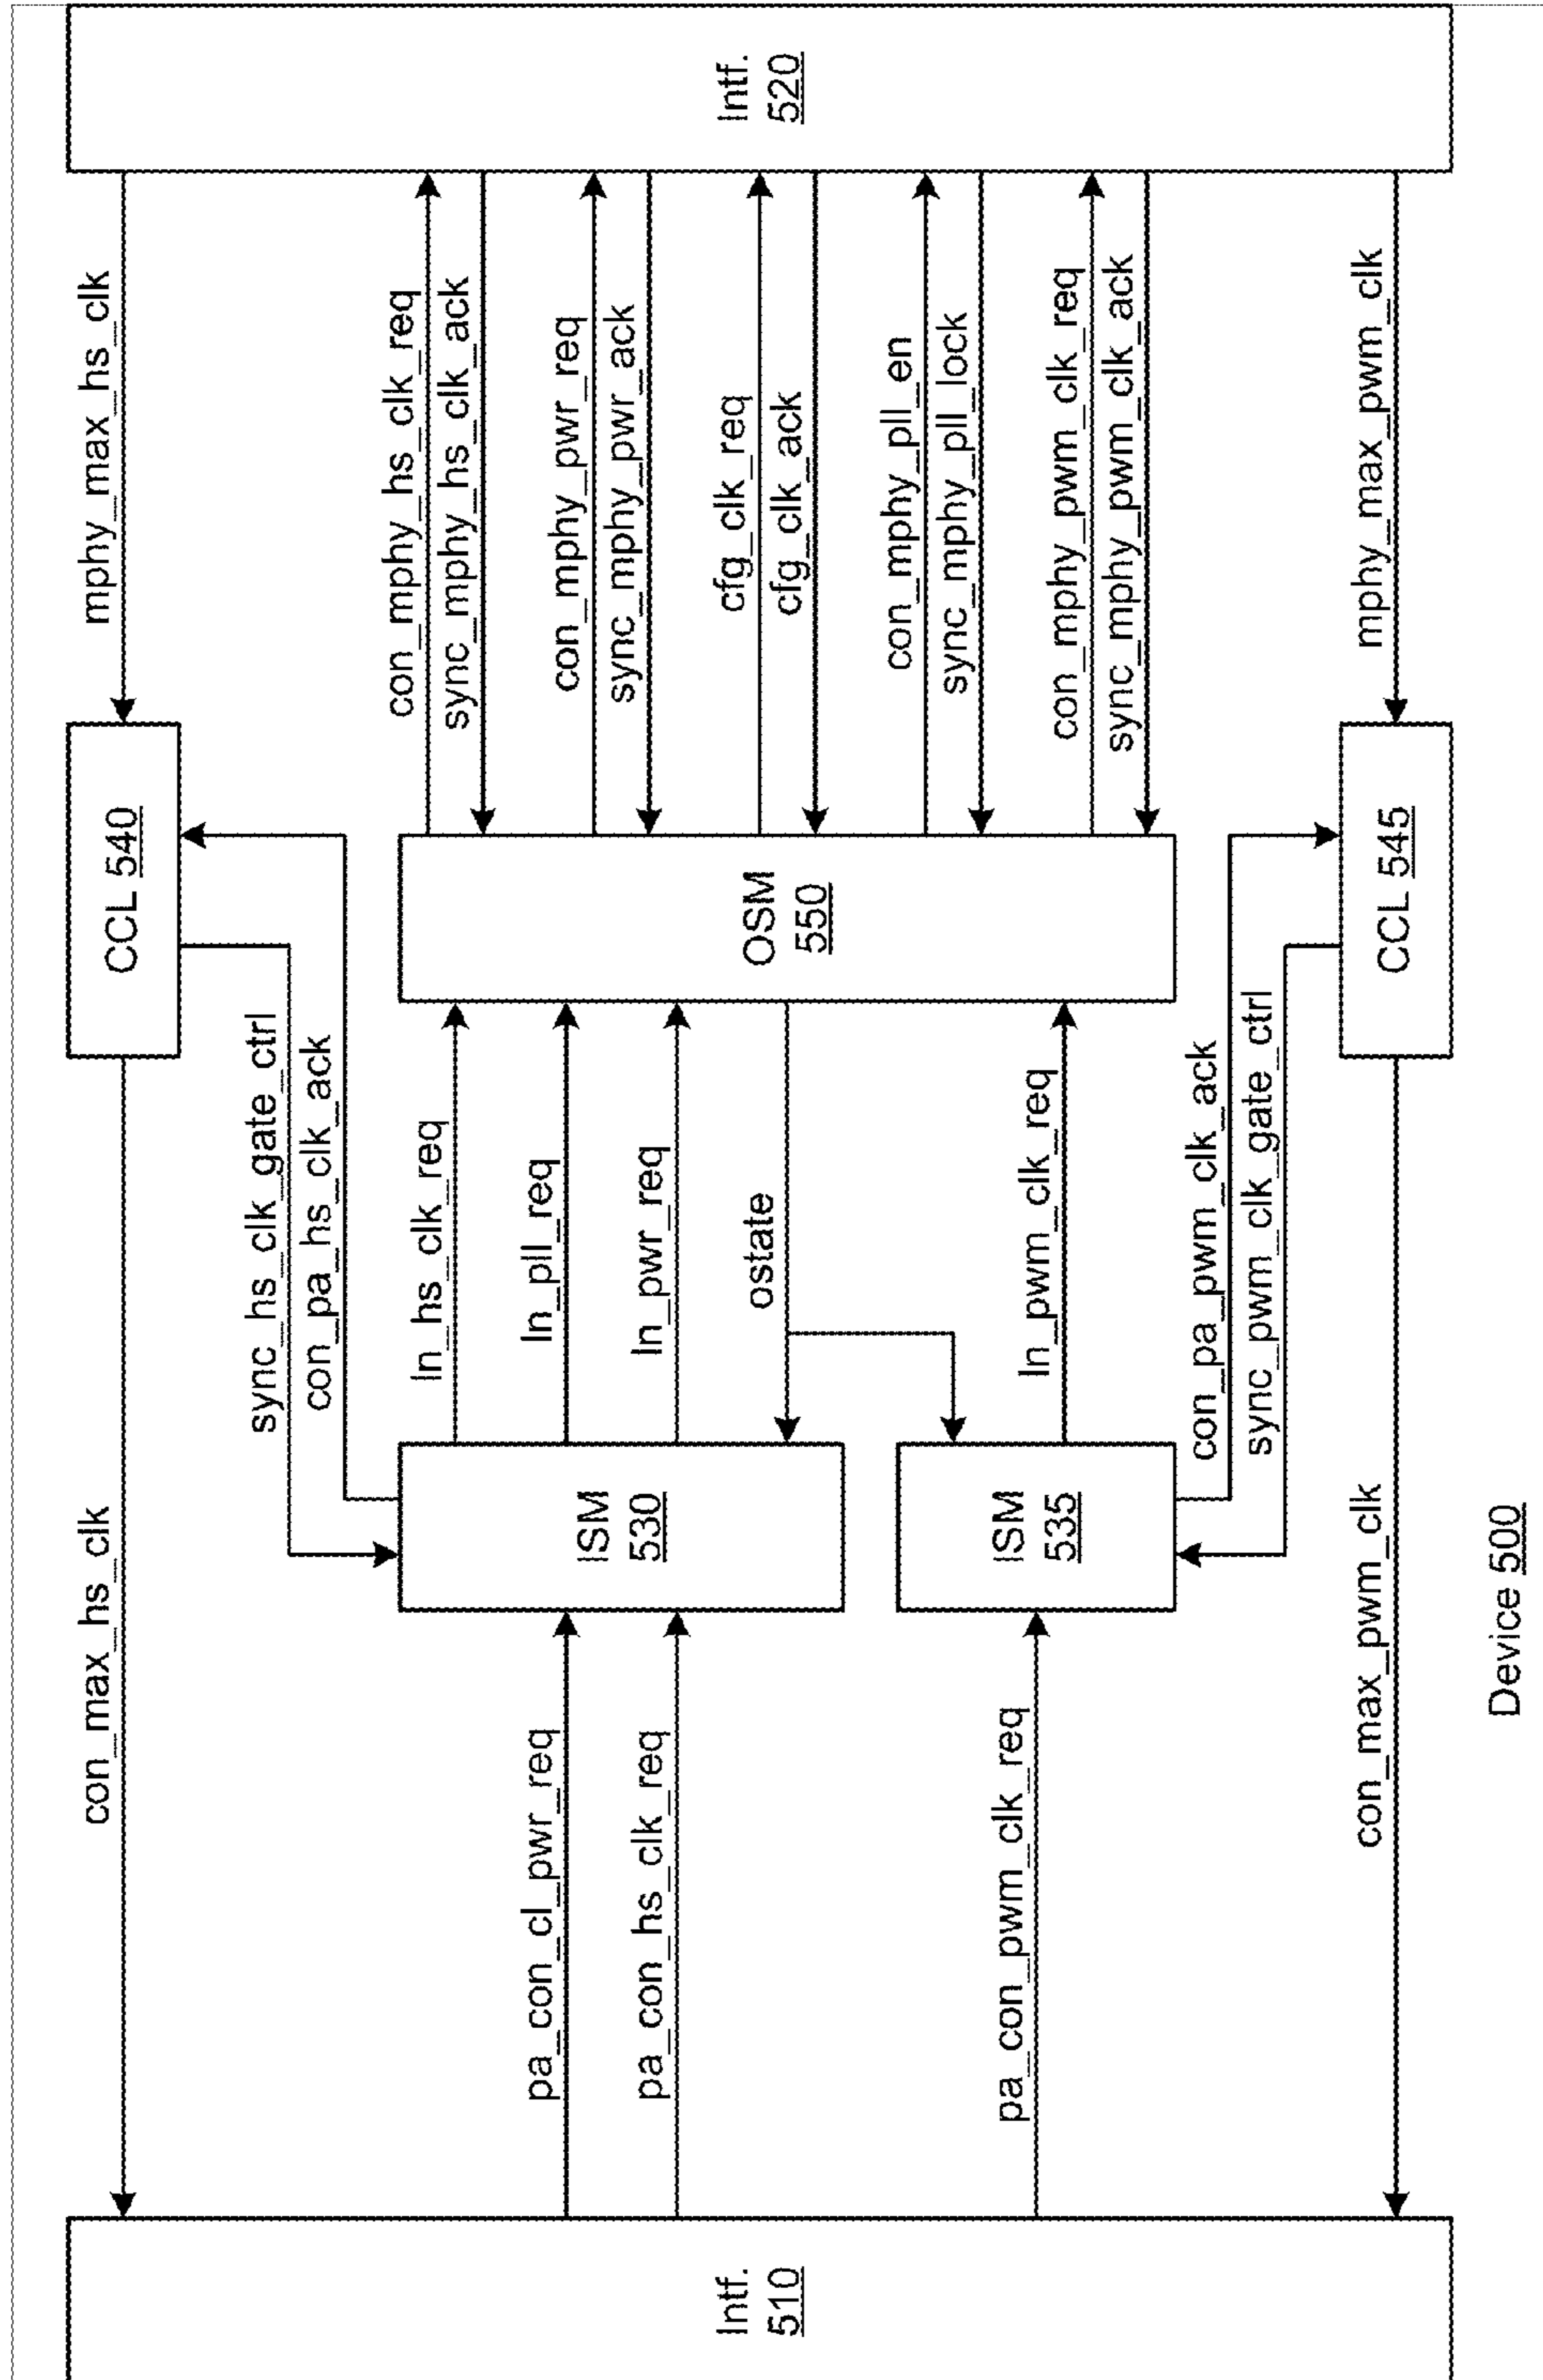 con_max_hs_clk
CCL 540
mphy_max_hs_clk
sync_hs_clk_gate_ctrl
con_pa_hs_clk_ack
ln_hs_clk_req
con_mphy_hs_clk_req
sync_mphy_hs_clk_ack
pa_con_cl_pwr_req
ln_pll_req
con_mphy_pwr_req
sync_mphy_pwr_ack
pa_con_hs_clk_req
ISM
530
ln_pwr_req
Intf.
510
ostate
OSM
550
cfg_clk_req
cfg_clk_ack
Intf.
520
con_mphy_pll_en
sync_mphy_pll_lock
pa_con_pwm_clk_req
ISM
535
ln_pwm_clk_req
con_mphy_pwm_clk_req
sync_mphy_pwm_clk_ack
con_pa_pwm_clk_ack
sync_pwm_clk_gate_ctrl
con_max_pwm_clk
CCL 545
mphy_max_pwm_clk
Device 500